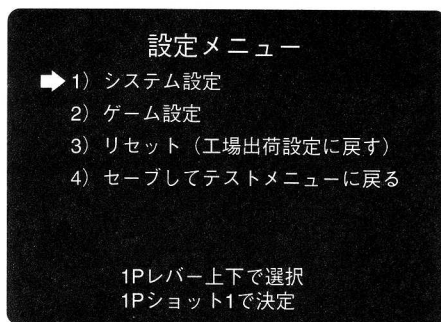 設定メニュー
1）システム設定
2）ゲーム設定
3）リセット（工場出荷設定に戻す）
4）セーブしてテストメニューに戻る
1Pレバー上下で選択
1Pショット1で決定